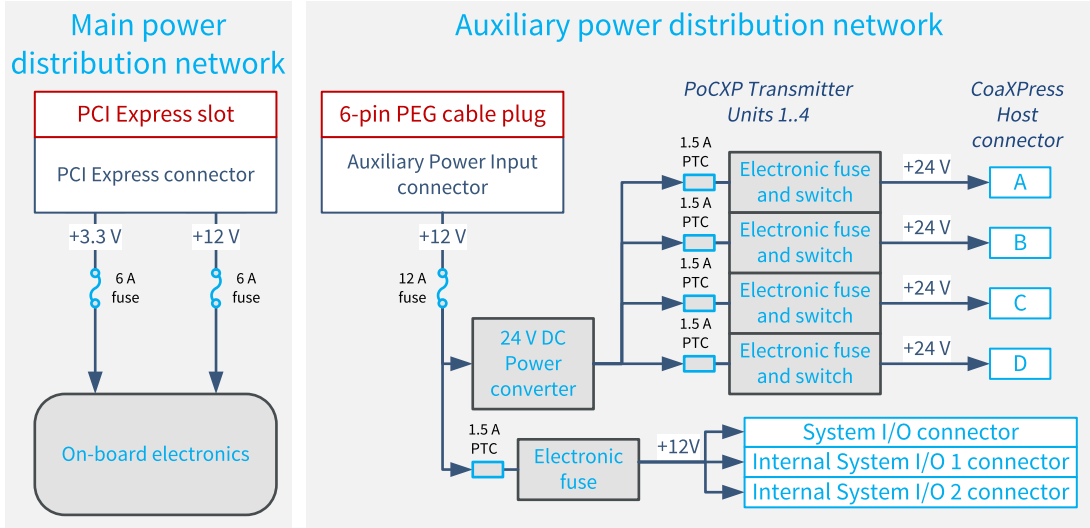 Main power
distribution network
PCI Express slot
PCI Express connector
+3.3 V
+12 V
6 A
fuse
6 A
fuse
On-board electronics
Auxiliary power distribution network
6-pin PEG cable plug
Auxiliary Power Input
connector
+12 V
12 A
fuse
24 V DC
Power
converter
PoCXP Transmitter
Units 1..4
CoaXPress
Host
connector
1.5 A
PTC
Electronic fuse
and switch
+24 V
A
1.5 A
PTC
Electronic fuse
and switch
+24 V
B
1.5 A
PTC
Electronic fuse
and switch
+24 V
C
1.5 A
PTC
Electronic fuse
and switch
+24 V
D
1.5 A
PTC
Electronic
fuse
+12V
System I/O connector
Internal System I/O 1 connector
Internal System I/O 2 connector